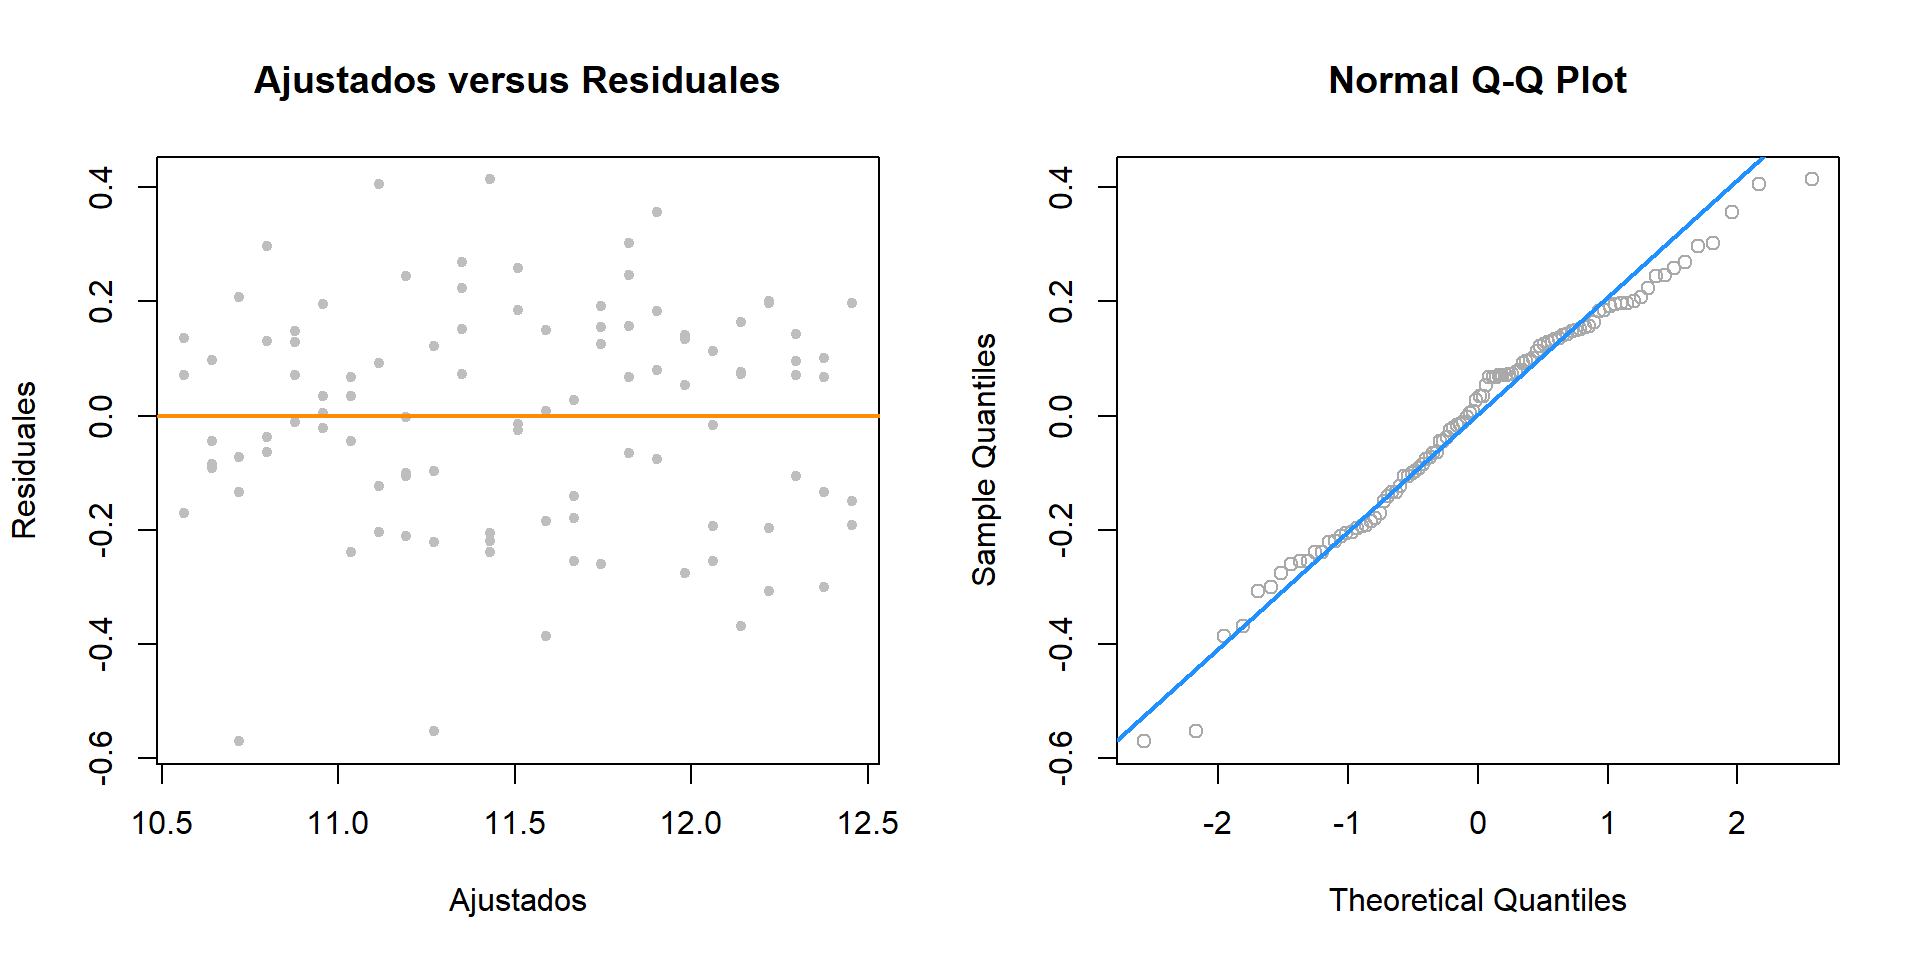 Ajustados versus Residuales
Residuales
0.4
0.2
0.0
-0.2
-0.4
-0.6
10.5 11.0 11.5 12.0 12.5
Ajustados
Normal Q-Q Plot
Sample Quantiles
0.4
0.2
0.0
-0.2
-0.4
-0.6
-2 -1 0 1 2
Theoretical Quantiles